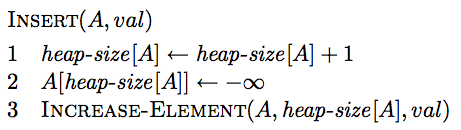 INSERT(A, val)
1 heap-size[A] ← heap-size[A] + 1
2 A[heap-size[A]] ← −∞
3 INCREASE-ELEMENT(A, heap-size[A], val)